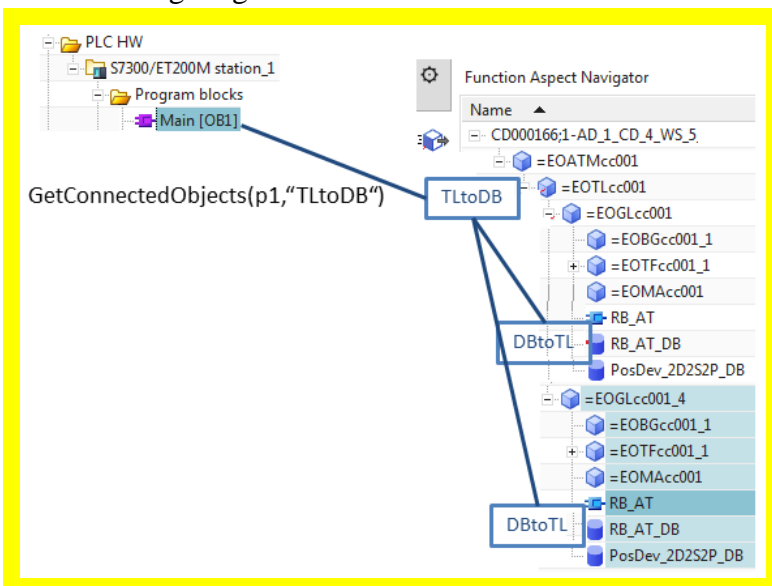 PLC HW
S7300/ET200M station_1
Program blocks
Main [OB1]
GetConnectedObjects(p1,“TLtoDB“)
Function Aspect Navigator
Name
CD000166;1-AD_1_CD_4_WS_5
=EOATMcc001
TLtoDB
=EOTLcc001
=EOGLcc001
=EOBGcc001_1
=EOTFcc001_1
=EOMAcc001
RB_AT
DBtoTL
RB_AT_DB
PosDev_2D2S2P_DB
=EOGLcc001_4
=EOBGcc001_1
=EOTFcc001_1
=EOMAcc001
RB_AT
DBtoTL
RB_AT_DB
PosDev_2D2S2P_DB